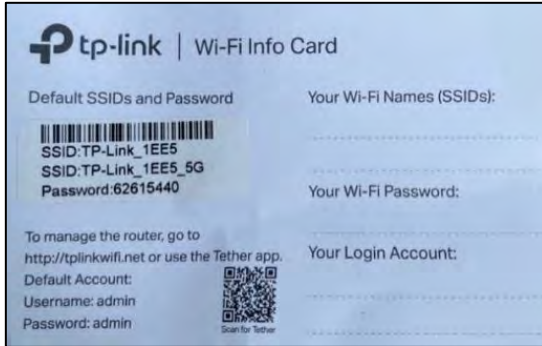 tp-link | Wi-Fi Info Card
Default SSIDs and Password
SSID:TP-Link_1EE5
SSID:TP-Link_1EE5_5G
Password:62615440
To manage the router, go to
http://tplinkwifi.net or use the Tether app.
Default Account:
Username: admin
Password: admin
Scan for Tether
Your Wi-Fi Names (SSIDs):
Your Wi-Fi Password:
Your Login Account: